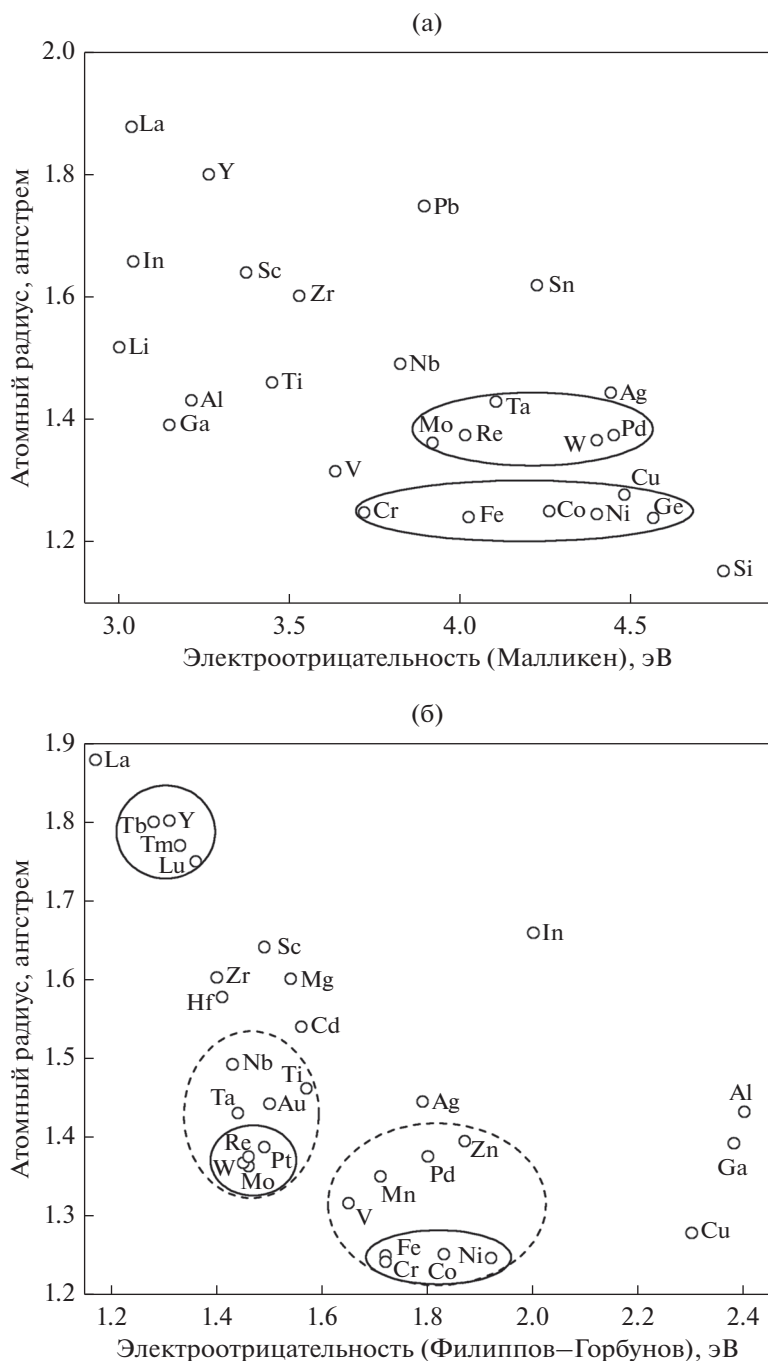 (а)
2.0
La
1.8
Y
Pb
In
Sc
Zr
Sn
1.6
Li
Nb
Ti
Al
Ag
Ga
Ta
1.4
Mo
Re
W
Pd
V
Cu
Cr
Fe
Co
Ni
Ge
1.2
Si
3.0 3.5 4.0 4.5
Атомный радиус, ангстрем
Электроотрицательность (Малликен), эВ
(б)
1.9
La
1.8
Tb
Y
Tm
Lu
1.7
In
Sc
1.6
Zr
Mg
Hf
Cd
1.5
Nb
Ti
Ta
Au
Ag
Al
1.4
Re
Pt
Zn
W
Mo
Pd
Ga
Mn
1.3
V
Cu
Fe
Ni
Cr
Co
1.2
1.2 1.4 1.6 1.8 2.0 2.2 2.4
Атомный радиус, ангстрем
Электроотрицательность (Филиппов–Горбунов), эВ